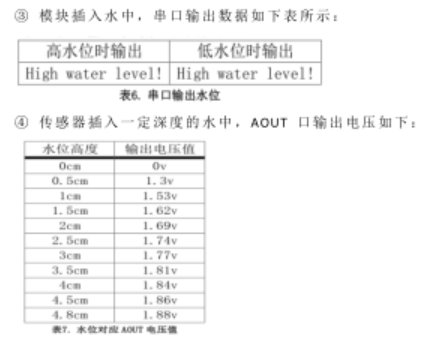 ③ 模块插入水中，串口输出数据如下表所示：
高水位时输出 低水位时输出
High water level! High water level!
表6. 串口输出水位
④ 传感器插入一定深度的水中，AOUT 口输出电压如下：
水位高度 输出电压值
0cm 0v
0.5cm 1.3v
1cm 1.53v
1.5cm 1.62v
2cm 1.69v
2.5cm 1.74v
3cm 1.77v
3.5cm 1.81v
4cm 1.84v
4.5cm 1.86v
4.8cm 1.88v
表7. 水位对应 AOUT 电压值